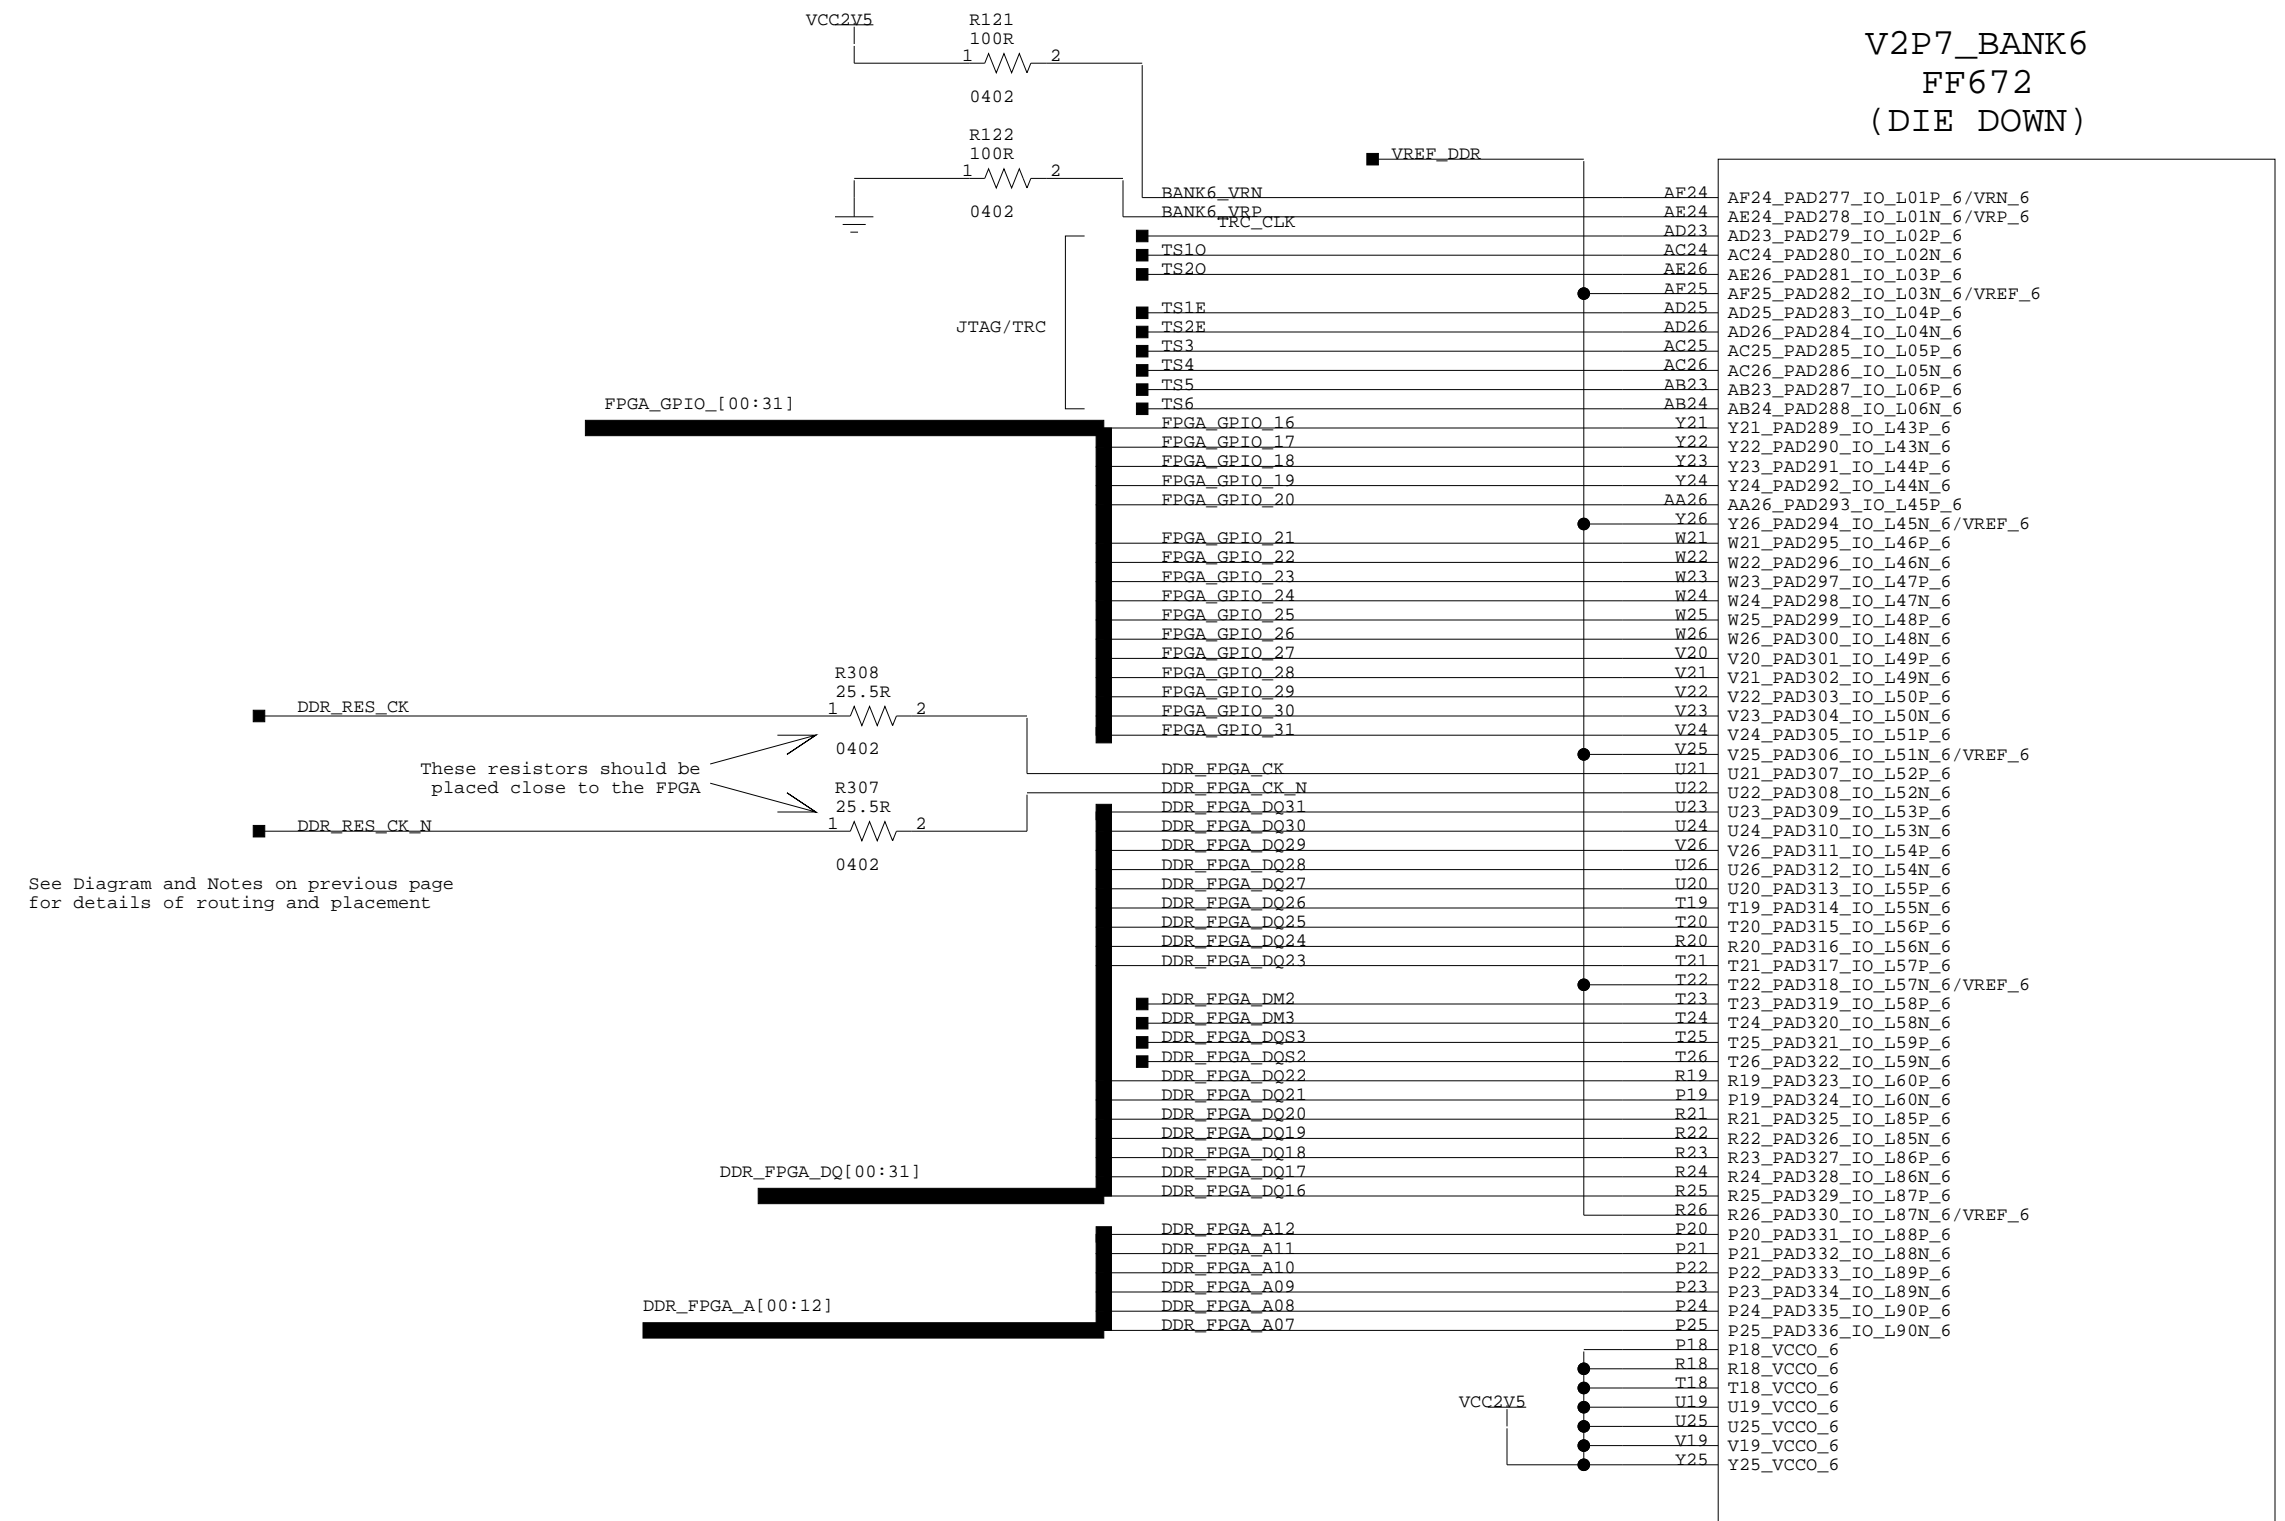 VCC2V5
R121
100R
1 2
0402
R122
100R
1 2
0402
V2P7_BANK6
FF672
(DIE DOWN)
VREF_DDR
BANK6_VRN AF24 AF24_PAD277_IO_L01P_6/VRN_6
BANK6_VRP AE24 AE24_PAD278_IO_L01N_6/VRP_6
TRC_CLK AD23 AD23_PAD279_IO_L02P_6
TS1O AC24 AC24_PAD280_IO_L02N_6
TS2O AE26 AE26_PAD281_IO_L03P_6
AF25 AF25_PAD282_IO_L03N_6/VREF_6
TS1E AD25 AD25_PAD283_IO_L04P_6
JTAG/TRC
TS2E AD26 AD26_PAD284_IO_L04N_6
TS3 AC25 AC25_PAD285_IO_L05P_6
TS4 AC26 AC26_PAD286_IO_L05N_6
TS5 AB23 AB23_PAD287_IO_L06P_6
TS6 AB24 AB24_PAD288_IO_L06N_6
FPGA_GPIO_[00:31]
FPGA_GPIO_16 Y21 Y21_PAD289_IO_L43P_6
FPGA_GPIO_17 Y22 Y22_PAD290_IO_L43N_6
FPGA_GPIO_18 Y23 Y23_PAD291_IO_L44P_6
FPGA_GPIO_19 Y24 Y24_PAD292_IO_L44N_6
FPGA_GPIO_20 AA26 AA26_PAD293_IO_L45P_6
Y26 Y26_PAD294_IO_L45N_6/VREF_6
FPGA_GPIO_21 W21 W21_PAD295_IO_L46P_6
FPGA_GPIO_22 W22 W22_PAD296_IO_L46N_6
FPGA_GPIO_23 W23 W23_PAD297_IO_L47P_6
FPGA_GPIO_24 W24 W24_PAD298_IO_L47N_6
FPGA_GPIO_25 W25 W25_PAD299_IO_L48P_6
FPGA_GPIO_26 W26 W26_PAD300_IO_L48N_6
FPGA_GPIO_27 V20 V20_PAD301_IO_L49P_6
FPGA_GPIO_28 V21 V21_PAD302_IO_L49N_6
FPGA_GPIO_29 V22 V22_PAD303_IO_L50P_6
FPGA_GPIO_30 V23 V23_PAD304_IO_L50N_6
FPGA_GPIO_31 V24 V24_PAD305_IO_L51P_6
V25 V25_PAD306_IO_L51N_6/VREF_6
R308
25.5R
DDR_RES_CK 1 2
0402
These resistors should be
placed close to the FPGA
R307
25.5R
DDR_RES_CK_N 1 2
0402
See Diagram and Notes on previous page
for details of routing and placement
DDR_FPGA_CK U21 U21_PAD307_IO_L52P_6
DDR_FPGA_CK_N U22 U22_PAD308_IO_L52N_6
DDR_FPGA_DQ31 U23 U23_PAD309_IO_L53P_6
DDR_FPGA_DQ30 U24 U24_PAD310_IO_L53N_6
DDR_FPGA_DQ29 V26 V26_PAD311_IO_L54P_6
DDR_FPGA_DQ28 U26 U26_PAD312_IO_L54N_6
DDR_FPGA_DQ27 U20 U20_PAD313_IO_L55P_6
DDR_FPGA_DQ26 T19 T19_PAD314_IO_L55N_6
DDR_FPGA_DQ25 T20 T20_PAD315_IO_L56P_6
DDR_FPGA_DQ24 R20 R20_PAD316_IO_L56N_6
DDR_FPGA_DQ23 T21 T21_PAD317_IO_L57P_6
T22 T22_PAD318_IO_L57N_6/VREF_6
DDR_FPGA_DM2 T23 T23_PAD319_IO_L58P_6
DDR_FPGA_DM3 T24 T24_PAD320_IO_L58N_6
DDR_FPGA_DQS3 T25 T25_PAD321_IO_L59P_6
DDR_FPGA_DQS2 T26 T26_PAD322_IO_L59N_6
DDR_FPGA_DQ22 R19 R19_PAD323_IO_L60P_6
DDR_FPGA_DQ21 P19 P19_PAD324_IO_L60N_6
DDR_FPGA_DQ20 R21 R21_PAD325_IO_L85P_6
DDR_FPGA_DQ19 R22 R22_PAD326_IO_L85N_6
DDR_FPGA_DQ18 R23 R23_PAD327_IO_L86P_6
DDR_FPGA_DQ[00:31]
DDR_FPGA_DQ17 R24 R24_PAD328_IO_L86N_6
DDR_FPGA_DQ16 R25 R25_PAD329_IO_L87P_6
R26 R26_PAD330_IO_L87N_6/VREF_6
DDR_FPGA_A12 P20 P20_PAD331_IO_L88P_6
DDR_FPGA_A11 P21 P21_PAD332_IO_L88N_6
DDR_FPGA_A10 P22 P22_PAD333_IO_L89P_6
DDR_FPGA_A09 P23 P23_PAD334_IO_L89N_6
DDR_FPGA_A[00:12]
DDR_FPGA_A08 P24 P24_PAD335_IO_L90P_6
DDR_FPGA_A07 P25 P25_PAD336_IO_L90N_6
P18 P18_VCCO_6
R18 R18_VCCO_6
T18 T18_VCCO_6
VCC2V5
U19 U19_VCCO_6
U25 U25_VCCO_6
V19 V19_VCCO_6
Y25 Y25_VCCO_6